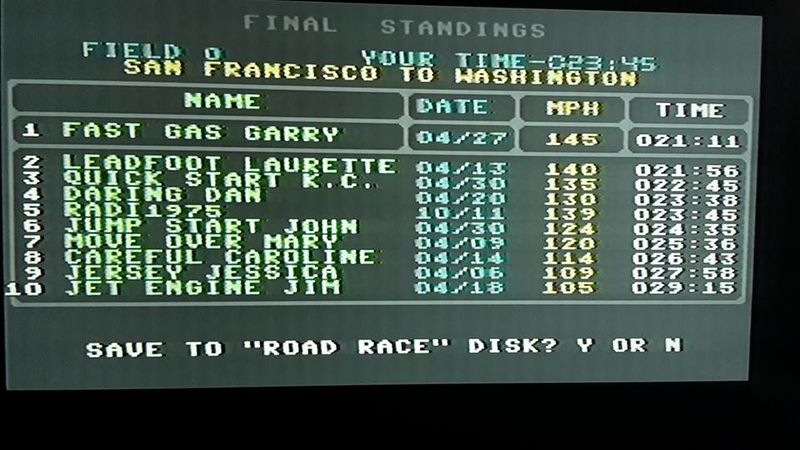 FINAL STANDINGS
FIELD 0 YOUR TIME-023:45
SAN FRANCISCO TO WASHINGTON
NAME DATE MPH TIME
1 FAST GAS GARRY 04/27 145 021:11
2 LEADFOOT LAURETTE 04/13 140 021:56
3 QUICK START K.C. 04/30 135 022:45
4 DARING DAN 04/20 130 023:38
5 RADI1975 10/11 139 023:45
6 JUMP START JOHN 04/30 124 024:35
7 MOVE OVER MARY 04/09 120 025:36
8 CAREFUL CAROLINE 04/14 114 026:43
9 JERSEY JESSICA 04/06 109 027:58
10 JET ENGINE JIM 04/18 105 029:15
SAVE TO "ROAD RACE" DISK? Y OR N